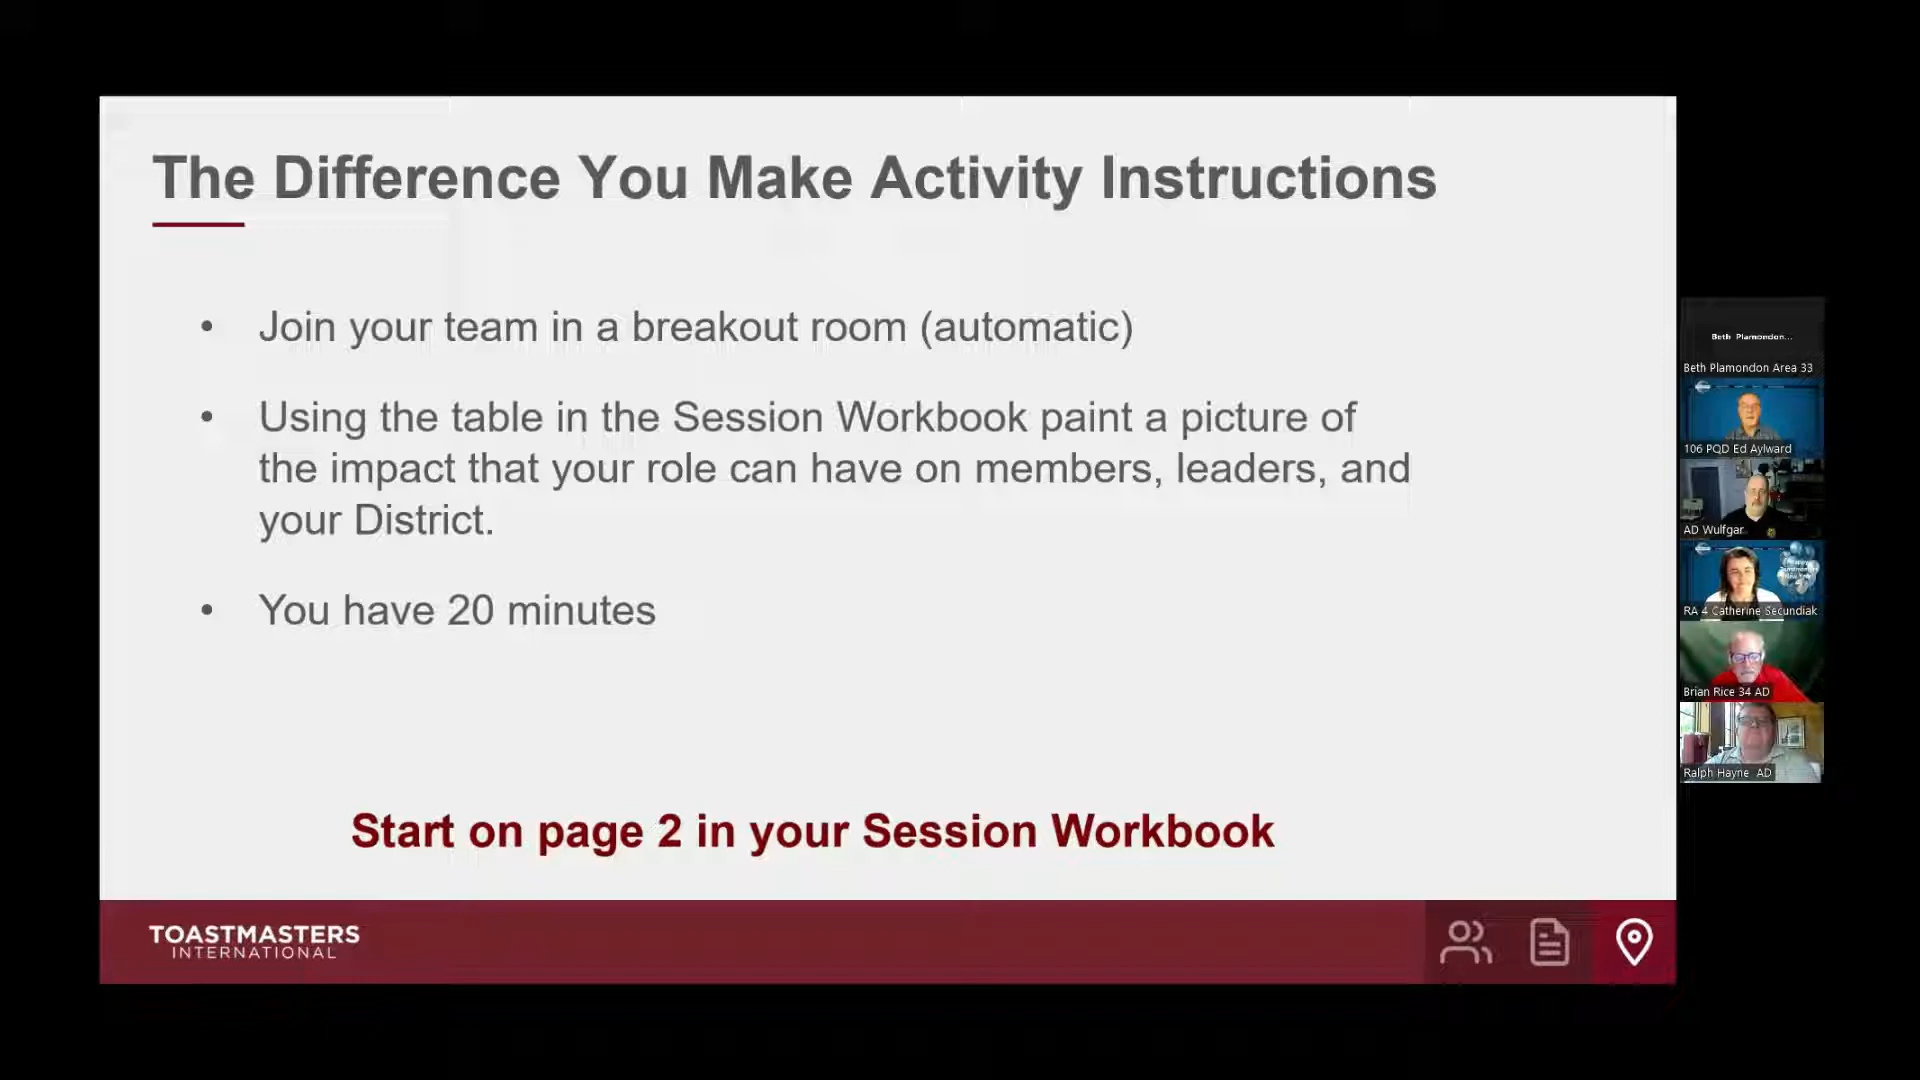 The Difference You Make Activity Instructions
• Join your team in a breakout room (automatic)
• Using the table in the Session Workbook paint a picture of
the impact that your role can have on members, leaders, and
your District.
• You have 20 minutes
Start on page 2 in your Session Workbook
TOASTMASTERS
INTERNATIONAL
Beth Plamondon...
Beth Plamondon Area 33
106 PQD Ed Aylward
AD Wulfgar
RA 4 Catherine Secundiak
Brian Rice 34 AD
Ralph Hayne AD